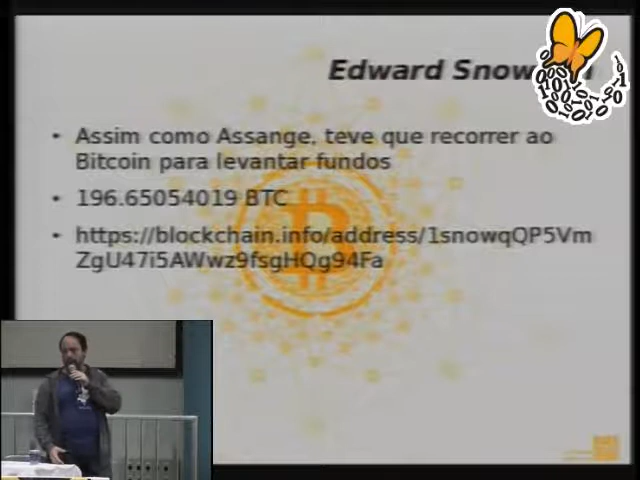 Edward Snow
• Assim como Assange, teve que recorrer ao
Bitcoin para levantar fundos
• 196.65054019 BTC
• https://blockchain.info/address/1snowqQP5Vm
ZgU47i5AWwz9fsgHQg94Fa